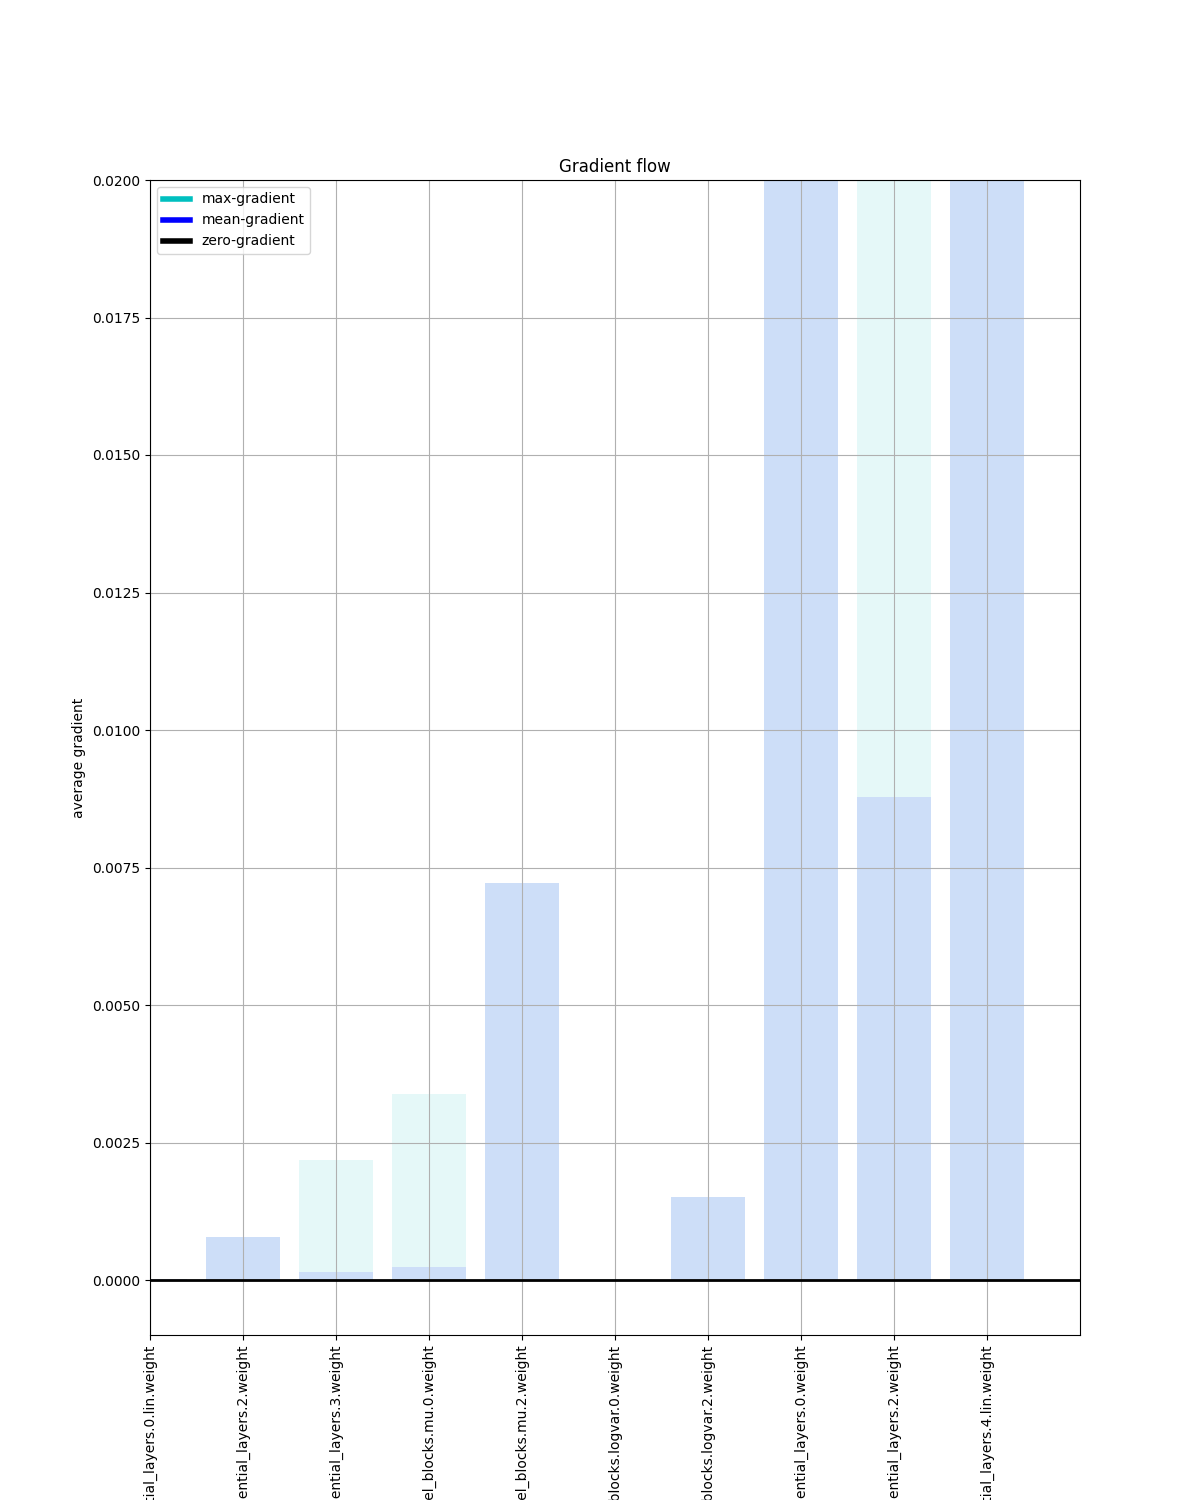 Gradient flow
max-gradient
mean-gradient
zero-gradient
0.0200
0.0175
0.0150
0.0125
0.0100
0.0075
0.0050
0.0025
0.0000
average gradient
tial_layers.0.lin.weight
ential_layers.2.weight
ential_layers.3.weight
el_blocks.mu.0.weight
el_blocks.mu.2.weight
blocks.logvar.0.weight
blocks.logvar.2.weight
ential_layers.0.weight
ential_layers.2.weight
tial_layers.4.lin.weight